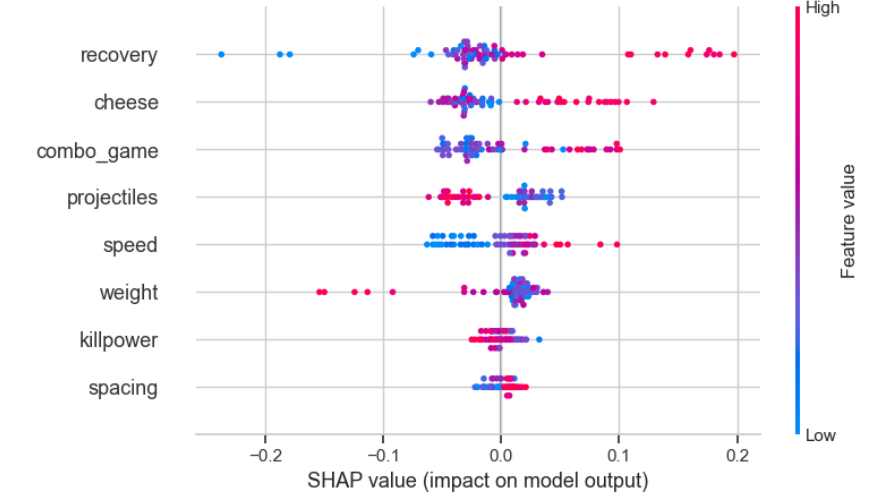 High
recovery
cheese
combo_game
projectiles
speed
weight
killpower
spacing
Feature value
Low
−0.2 −0.1 0.0 0.1 0.2
SHAP value (impact on model output)